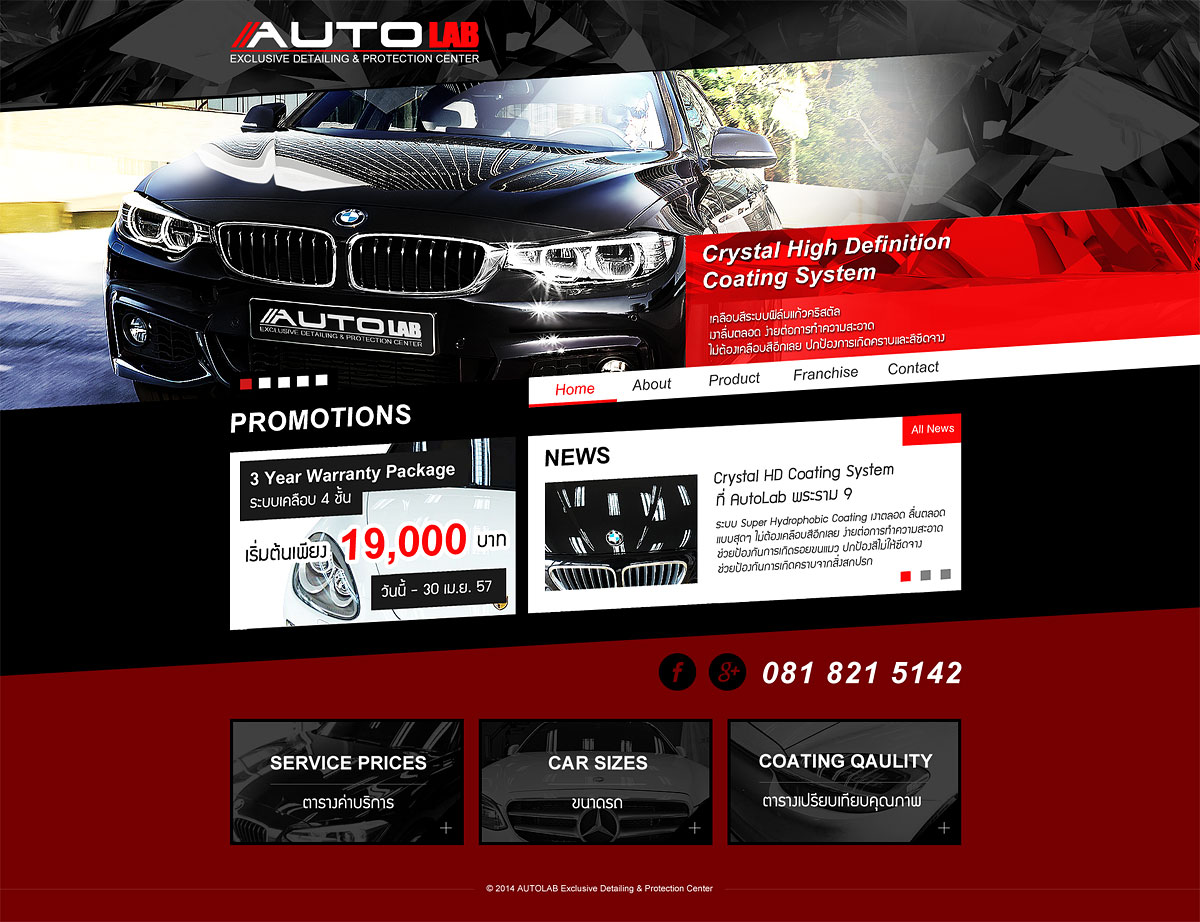 AUTO LAB
EXCLUSIVE DETAILING & PROTECTION CENTER
Crystal High Definition
Coating System
เคลือบสีระบบฟิล์มแก้วคริสตัล
เงาลื่นตลอด ง่ายต่อการทำความสะอาด
ไม่ต้องเคลือบสีอีกเลย ปกป้องการเกิดคราบและสีซีดจาง
AUTO LAB
EXCLUSIVE DETAILING & PROTECTION CENTER
Home About Product Franchise Contact
PROMOTIONS
3 Year Warranty Package
ระบบเคลือบ 4 ชั้น
เริ่มต้นเพียง 19,000 บาท
วันนี้ - 30 เม.ย. 57
All News
NEWS
Crystal HD Coating System
ที่ AutoLab พระราม 9
ระบบ Super Hydrophobic Coating เงาตลอด ลื่นตลอด
แบบสุดๆ ไม่ต้องเคลือบสีอีกเลย ง่ายต่อการทำความสะอาด
ช่วยป้องกันการเกิดรอยขนแมว ปกป้องสีไม่ให้ซีดจาง
ช่วยป้องกันการเกิดคราบจากสิ่งสกปรก
f g+ 081 821 5142
SERVICE PRICES
ตารางค่าบริการ
+
CAR SIZES
ขนาดรถ
+
COATING QAULITY
ตารางเปรียบเทียบคุณภาพ
+
© 2014 AUTOLAB Exclusive Detailing & Protection Center